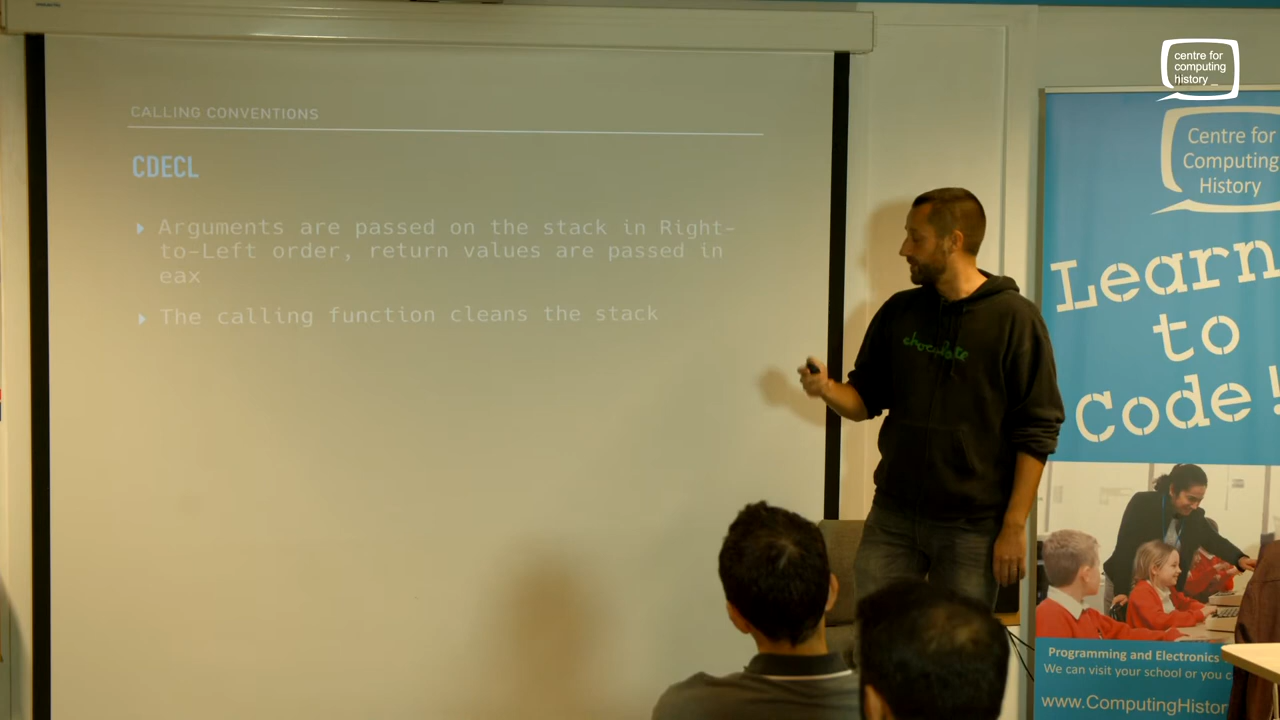 CALLING CONVENTIONS
CDECL
Arguments are passed on the stack in Right-
to-Left order, return values are passed in
eax
The calling function cleans the stack
chocolate
centre for
computing
history _
Centre for
Computing
History
Learn
to
Code!
Programming and Electronics
We can visit your school or you c
www.ComputingHistor